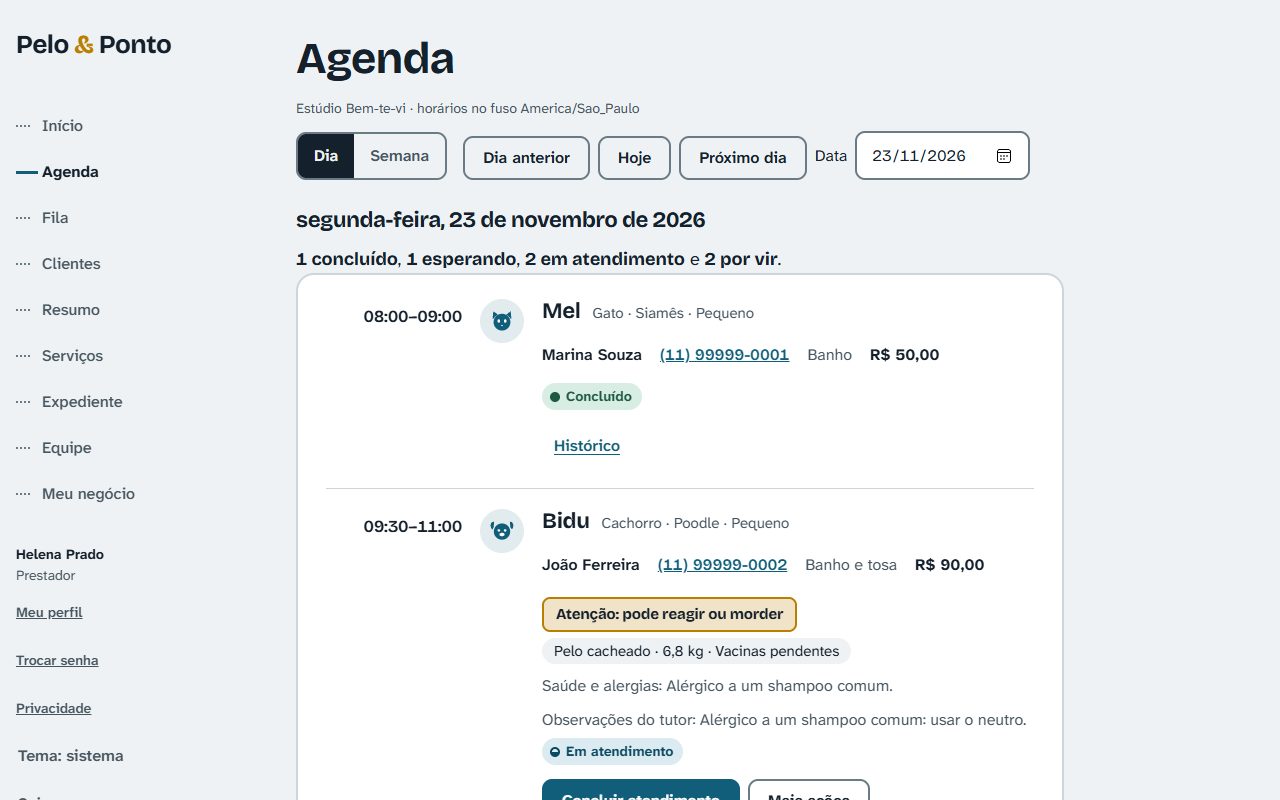 Pelo & Ponto
Início
Agenda
Fila
Clientes
Resumo
Serviços
Expediente
Equipe
Meu negócio
Helena Prado
Prestador
Meu perfil
Trocar senha
Privacidade
Tema: sistema
Agenda
Estúdio Bem-te-vi · horários no fuso America/Sao_Paulo
Dia Semana Dia anterior Hoje Próximo dia Data 23/11/2026
segunda-feira, 23 de novembro de 2026
1 concluído, 1 esperando, 2 em atendimento e 2 por vir.
08:00–09:00 Mel Gato · Siamês · Pequeno
Marina Souza (11) 99999-0001 Banho R$ 50,00
Concluído
Histórico
09:30–11:00 Bidu Cachorro · Poodle · Pequeno
João Ferreira (11) 99999-0002 Banho e tosa R$ 90,00
Atenção: pode reagir ou morder
Pelo cacheado · 6,8 kg · Vacinas pendentes
Saúde e alergias: Alérgico a um shampoo comum.
Observações do tutor: Alérgico a um shampoo comum: usar o neutro.
Em atendimento
Concluir atendimento Mais ações